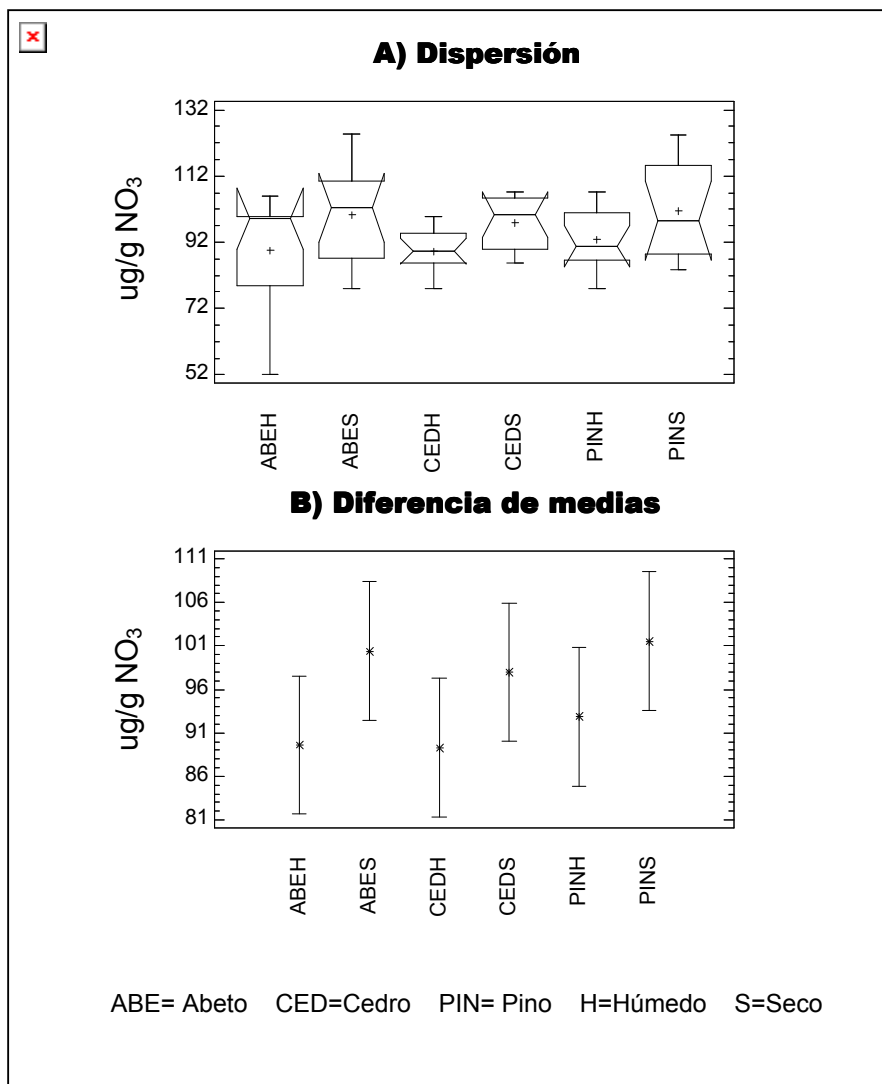 A) Dispersión
132
112
92
72
52
ug/g NO₃
ABEH ABES CEDH CEDS PINH PINS
B) Diferencia de medias
111
106
101
96
91
86
81
ug/g NO₃
ABEH ABES CEDH CEDS PINH PINS
ABE= Abeto CED=Cedro PIN= Pino H=Húmedo S=Seco